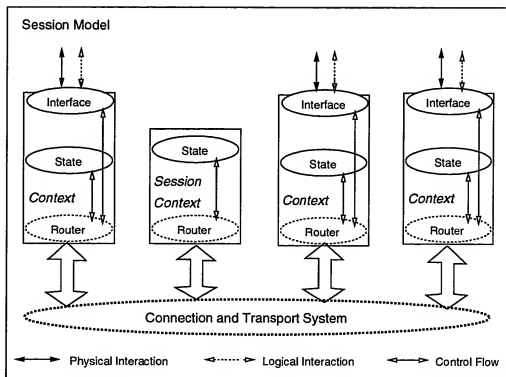 Session Model
Interface
State
Context
Router
State
Session
Context
Router
Interface
State
Context
Router
Interface
State
Context
Router
Connection and Transport System
Physical Interaction
Logical Interaction
Control Flow